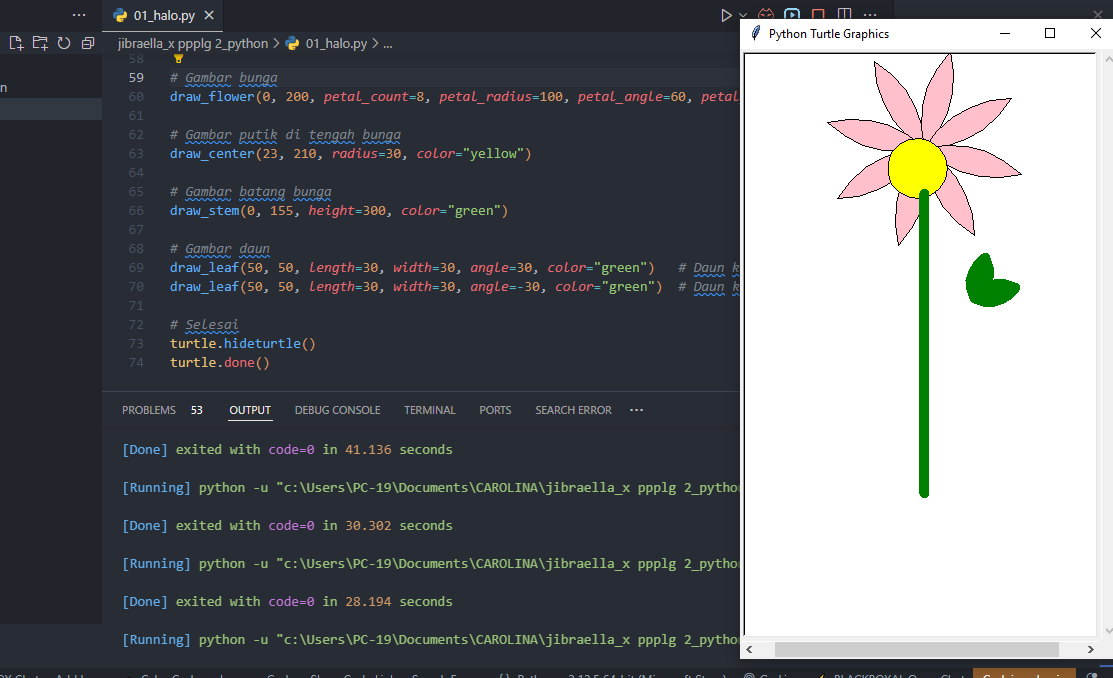 01_halo.py
Python Turtle Graphics
jibraella_x ppplg 2_python > 01_halo.py > ...
n
58
59 # Gambar bunga
60 draw_flower(0, 200, petal_count=8, petal_radius=100, petal_angle=60, petal
61
62 # Gambar putik di tengah bunga
63 draw_center(23, 210, radius=30, color="yellow")
64
65 # Gambar batang bunga
66 draw_stem(0, 155, height=300, color="green")
67
68 # Gambar daun
69 draw_leaf(50, 50, length=30, width=30, angle=30, color="green") # Daun k
70 draw_leaf(50, 50, length=30, width=30, angle=-30, color="green") # Daun k
71
72 # Selesai
73 turtle.hideturtle()
74 turtle.done()
PROBLEMS 53 OUTPUT DEBUG CONSOLE TERMINAL PORTS SEARCH ERROR ...
[Done] exited with code=0 in 41.136 seconds
[Running] python -u "c:\Users\PC-19\Documents\CAROLINA\jibraella_x ppplg 2_python
[Done] exited with code=0 in 30.302 seconds
[Running] python -u "c:\Users\PC-19\Documents\CAROLINA\jibraella_x ppplg 2_python
[Done] exited with code=0 in 28.194 seconds
[Running] python -u "c:\Users\PC-19\Documents\CAROLINA\jibraella_x ppplg 2_python